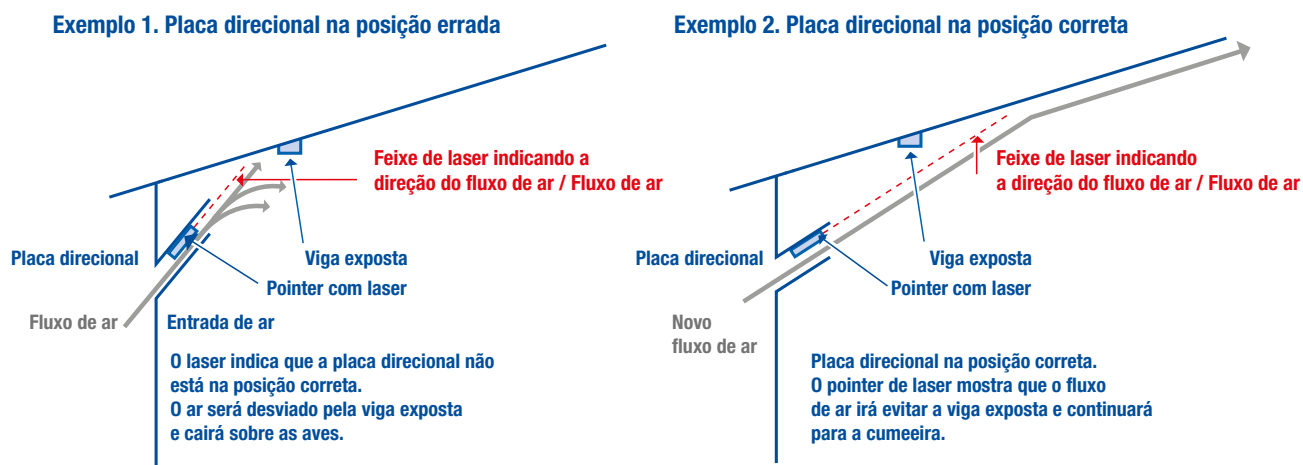 Exemplo 1. Placa direcional na posição errada
Feixe de laser indicando a
direção do fluxo de ar / Fluxo de ar
Placa direcional
Viga exposta
Pointer com laser
Fluxo de ar
Entrada de ar
O laser indica que a placa direcional não
está na posição correta.
O ar será desviado pela viga exposta
e cairá sobre as aves.
Exemplo 2. Placa direcional na posição correta
Feixe de laser indicando
a direção do fluxo de ar / Fluxo de ar
Placa direcional
Viga exposta
Pointer com laser
Novo
fluxo de ar
Placa direcional na posição correta.
O pointer de laser mostra que o fluxo
de ar irá evitar a viga exposta e continuará
para a cumeeira.